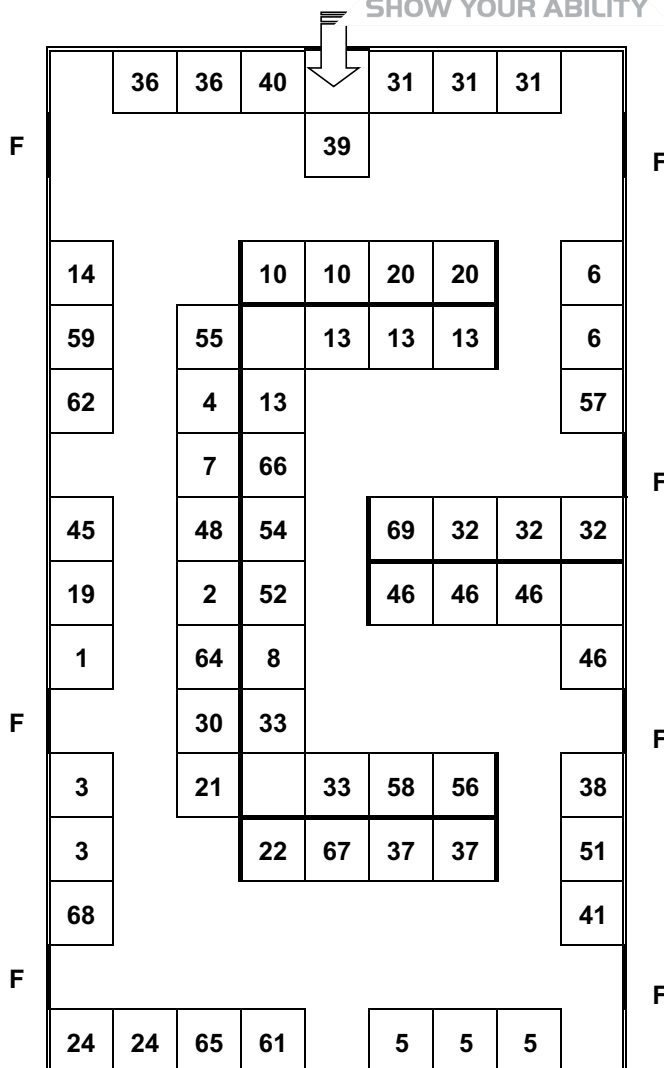 SHOW YOUR ABILITY
36 36 40 31 31 31
F 39 F
14 10 10 20 20 6
59 55 13 13 13 6
62 4 13 57
7 66 F
45 48 54 69 32 32 32
19 2 52 46 46 46
1 64 8 46
F 30 33 F
3 21 33 58 56 38
3 22 67 37 37 51
68 41
F F
24 24 65 61 5 5 5